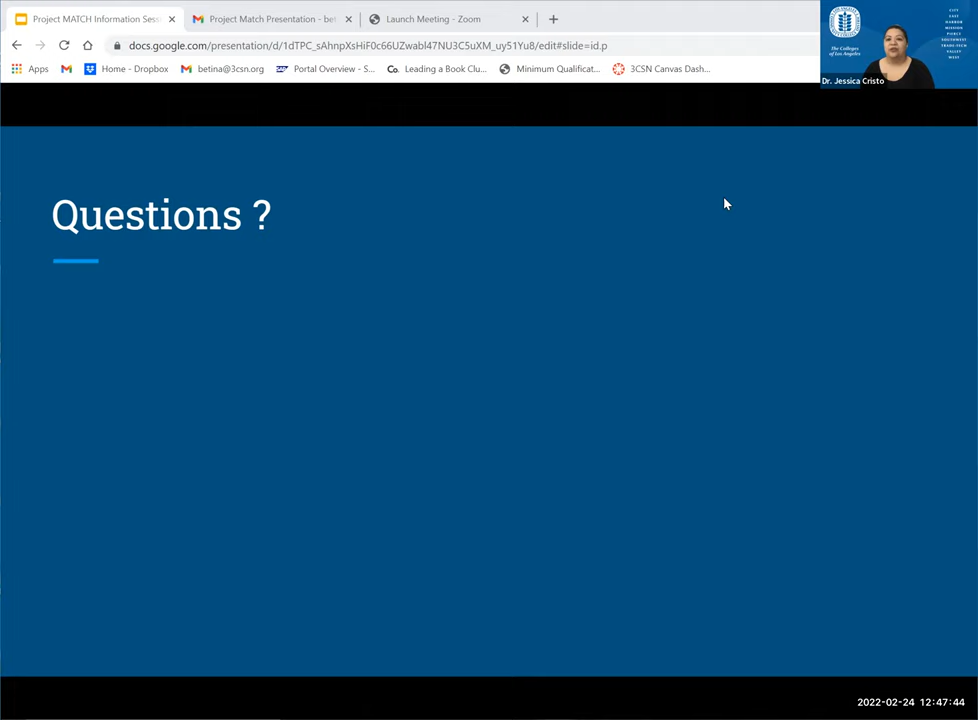 Project MATCH Information Sess
Project Match Presentation - bet
Launch Meeting - Zoom
docs.google.com/presentation/d/1dTPC_sAhnpXsHiF0c66UZwabl47NU3C5uXM_uy51Yu8/edit#slide=id.p
Apps
Home - Dropbox
betina@3csn.org
Portal Overview - S...
Leading a Book Clu...
Minimum Qualificat...
3CSN Canvas Dash...
The Colleges
of Los Angeles
CITY
EAST
HARBOR
MISSION
PIERCE
SOUTHWEST
TRADE-TECH
VALLEY
WEST
Dr. Jessica Cristo
Questions ?
2022-02-24 12:47:44